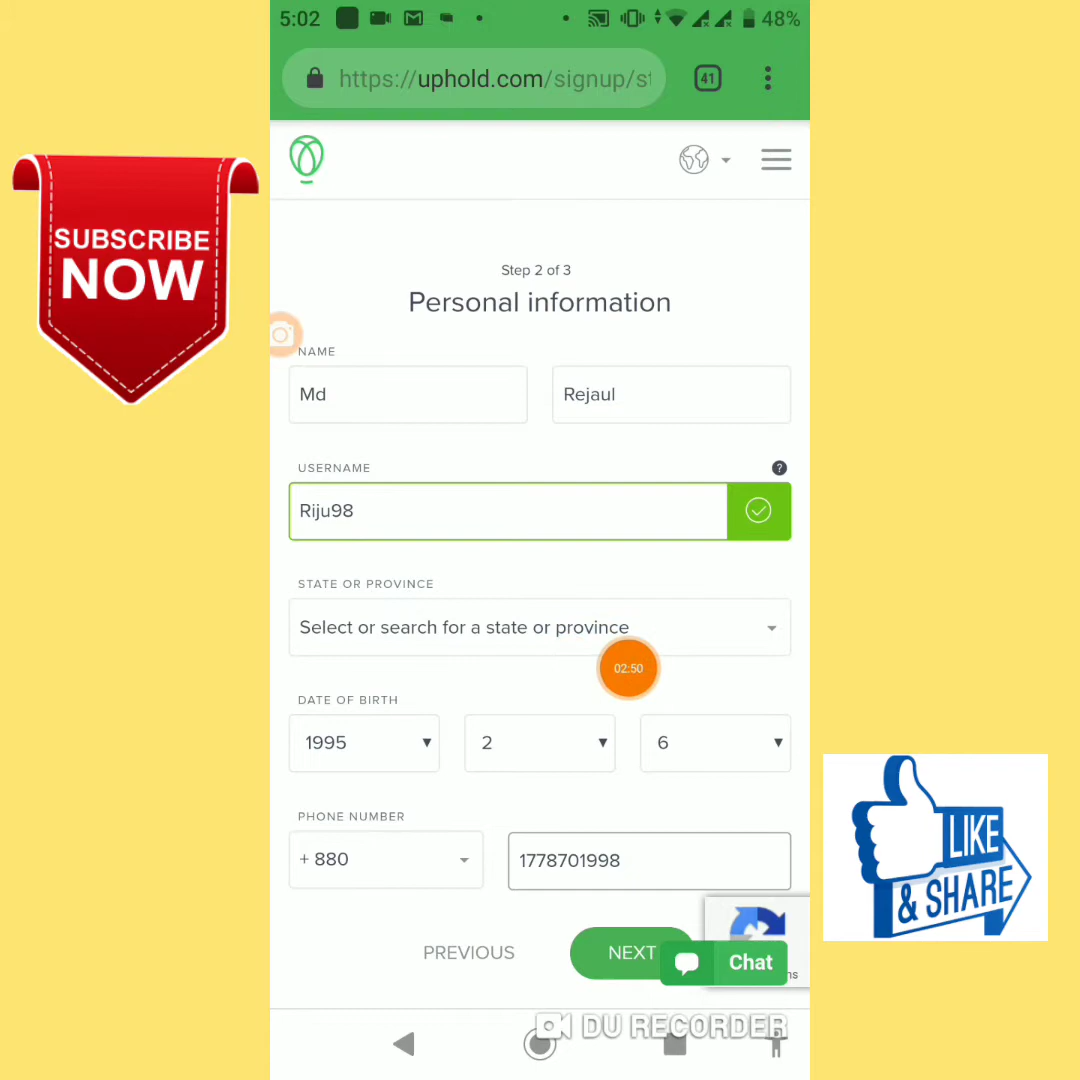 5:02
48%
https://uphold.com/signup/st
41
SUBSCRIBE
NOW
Step 2 of 3
Personal information
NAME
Md
Rejaul
USERNAME
?
Riju98
STATE OR PROVINCE
Select or search for a state or province
02:50
DATE OF BIRTH
1995
2
6
PHONE NUMBER
+ 880
1778701998
LIKE
& SHARE
PREVIOUS
NEXT
Chat
DU RECORDER